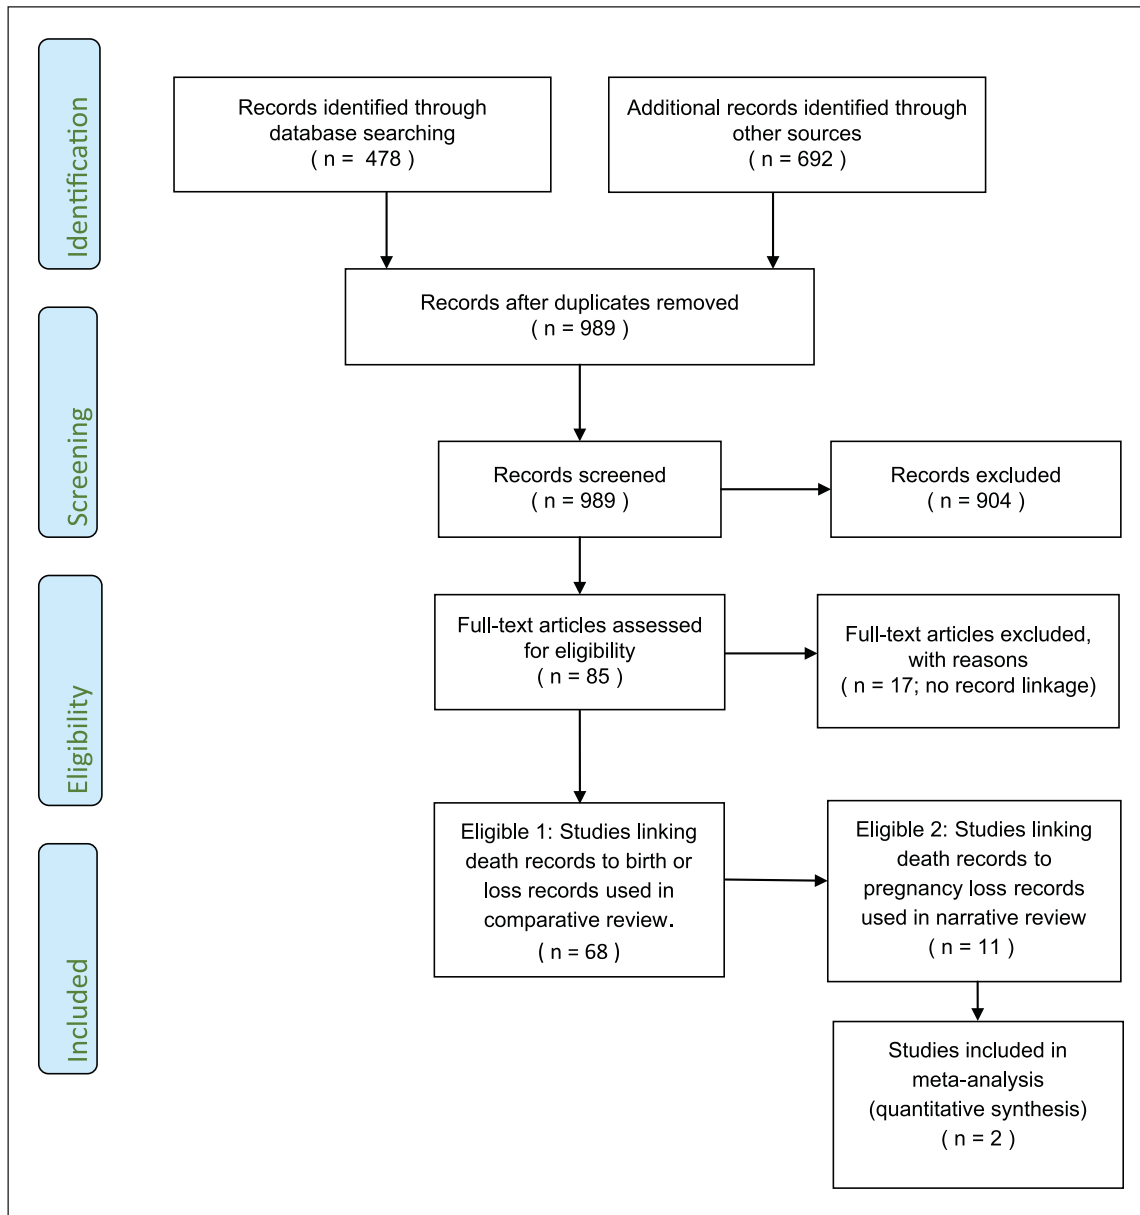 Identification
Records identified through
database searching
( n =  478 )
Additional records identified through
other sources
( n = 692 )
Records after duplicates removed
( n = 989 )
Screening
Records screened
( n = 989 )
Records excluded
( n = 904 )
Eligibility
Full-text articles assessed
for eligibility
( n = 85 )
Full-text articles excluded,
with reasons
( n = 17; no record linkage)
Included
Eligible 1: Studies linking
death records to birth or
loss records used in
comparative review.
( n = 68 )
Eligible 2: Studies linking
death records to
pregnancy loss records
used in narrative review
( n = 11 )
Studies included in
meta-analysis
(quantitative synthesis)
( n = 2 )